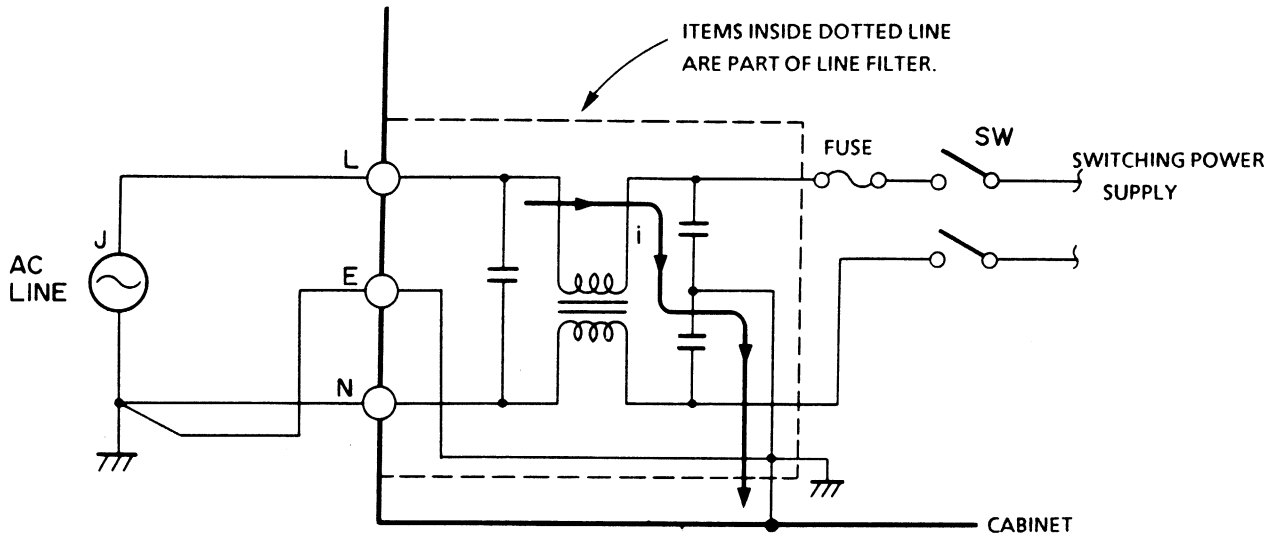 ITEMS INSIDE DOTTED LINE
ARE PART OF LINE FILTER.
FUSE
SW
SWITCHING POWER
SUPPLY
L
J
AC
LINE
E
i
N
CABINET